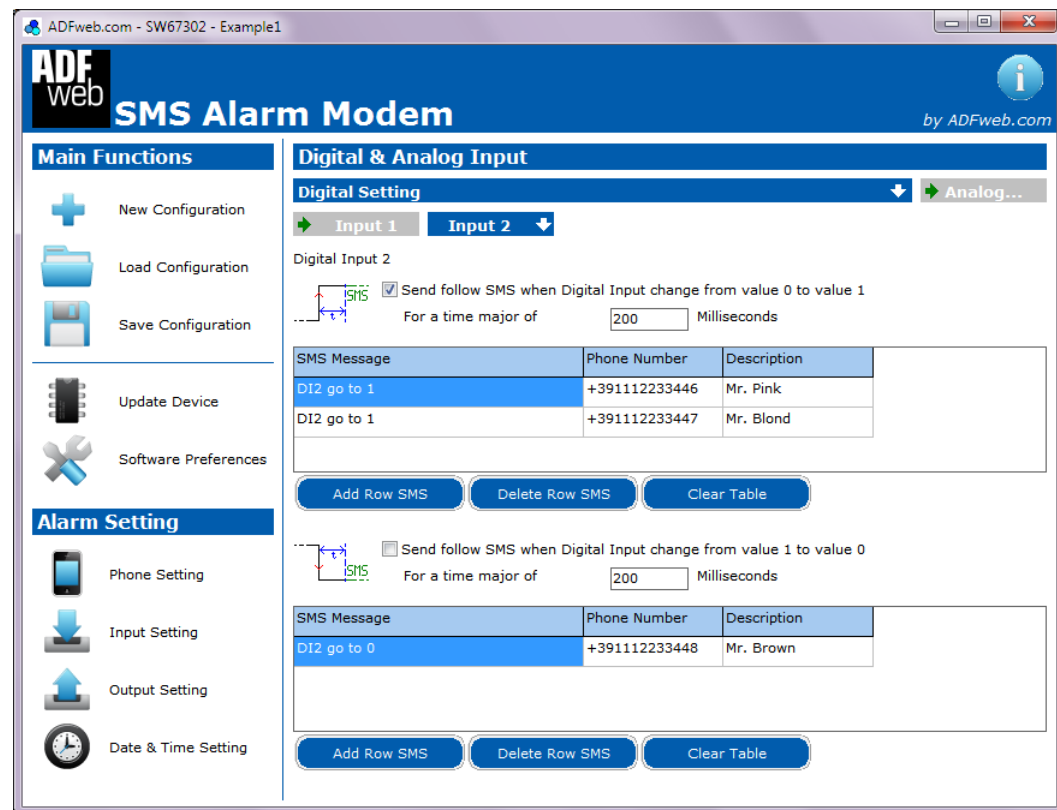 ADFweb.com - SW67302 - Example1
ADF
web
SMS Alarm Modem
by ADFweb.com
Main Functions
New Configuration
Load Configuration
Save Configuration
Update Device
Software Preferences
Alarm Setting
Phone Setting
Input Setting
Output Setting
Date & Time Setting
Digital & Analog Input
Digital Setting
Analog...
Input 1 Input 2
Digital Input 2
SMS
t
Send follow SMS when Digital Input change from value 0 to value 1
For a time major of 200 Milliseconds
SMS Message Phone Number Description
DI2 go to 1 +391112233446 Mr. Pink
DI2 go to 1 +391112233447 Mr. Blond
Add Row SMS Delete Row SMS Clear Table
t
SMS
Send follow SMS when Digital Input change from value 1 to value 0
For a time major of 200 Milliseconds
SMS Message Phone Number Description
DI2 go to 0 +391112233448 Mr. Brown
Add Row SMS Delete Row SMS Clear Table